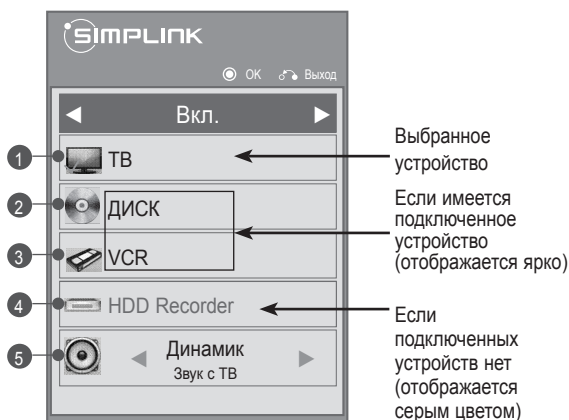 SIMPLINK
OK Выход
Вкл.
1 ТВ
2 ДИСК
3 VCR
4 HDD Recorder
5 Динамик
Звук с ТВ
Выбранное
устройство
Если имеется
подключенное
устройство
(отображается ярко)
Если
подключенных
устройств нет
(отображается
серым цветом)